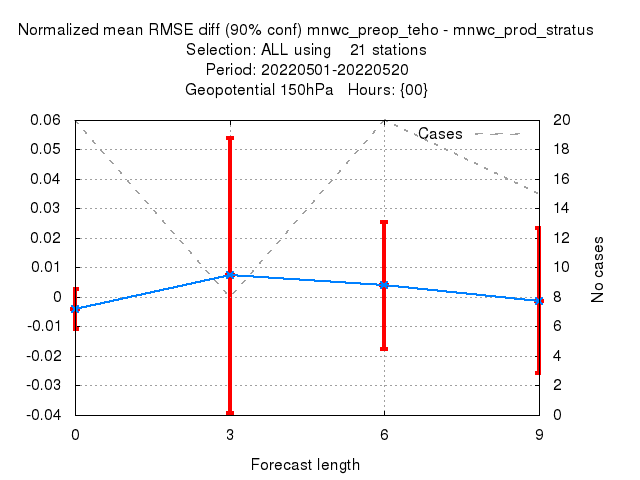 Normalized mean RMSE diff (90% conf) mnwc_preop_teho - mnwc_prod_stratus
Selection: ALL using    21 stations
Period: 20220501-20220520
Geopotential 150hPa   Hours: {00}
0.06
0.05
0.04
0.03
0.02
0.01
0
-0.01
-0.02
-0.03
-0.04
Cases
20
18
16
14
12
10
8
6
4
2
0
No cases
0 3 6 9
Forecast length